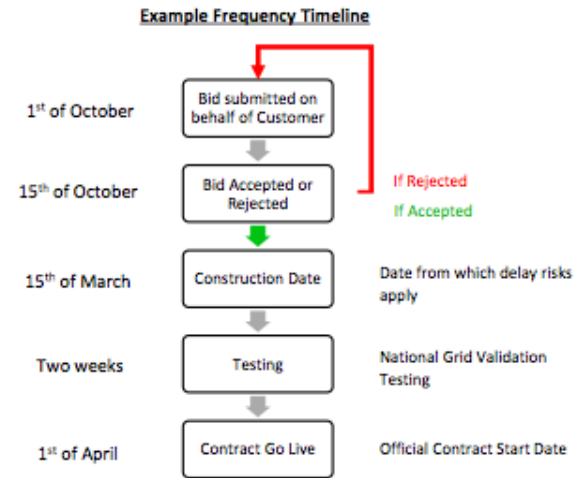 Example Frequency Timeline
1st of October
Bid submitted on
behalf of Customer
15th of October
Bid Accepted or
Rejected
If Rejected
If Accepted
15th of March
Construction Date
Date from which delay risks
apply
Two weeks
Testing
National Grid Validation
Testing
1st of April
Contract Go Live
Official Contract Start Date